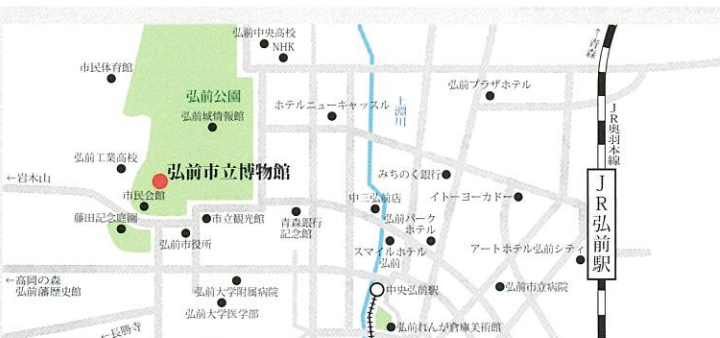 弘前中央高校
NHK
←青森
市民体育館
弘前公園
弘前城情報館
ホテルニューキャッスル
土淵川
弘前プラザホテル
JR奥羽本線
弘前工業高校
弘前市立博物館
←岩木山
市民会館
みちのく銀行
イトーヨーカドー
JR弘前駅
藤田記念庭園
市立観光館
弘前市役所
青森銀行
記念館
中三弘前店
弘前パーク
ホテル
スマイルホテル
弘前
アートホテル弘前シティ
←高岡の森
弘前藩歴史館
弘前大学附属病院
弘前大学医学部
中央弘前駅
弘前市立病院
←長勝寺
弘前れんが倉庫美術館